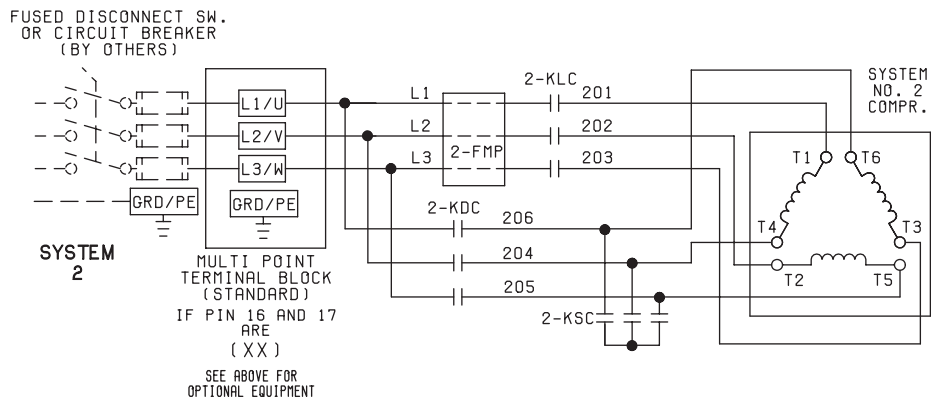 FUSED DISCONNECT SW.
OR CIRCUIT BREAKER
(BY OTHERS)
L1/U
L2/V
L3/W
GRD/PE
GRD/PE
SYSTEM
2
MULTI POINT
TERMINAL BLOCK
(STANDARD)
IF PIN 16 AND 17
ARE
(XX)
SEE ABOVE FOR
OPTIONAL EQUIPMENT
L1
L2
L3
2-FMP
2-KLC
201
202
203
2-KDC
206
204
205
2-KSC
SYSTEM
NO. 2
COMPR.
T1
T6
T4
T3
T2
T5